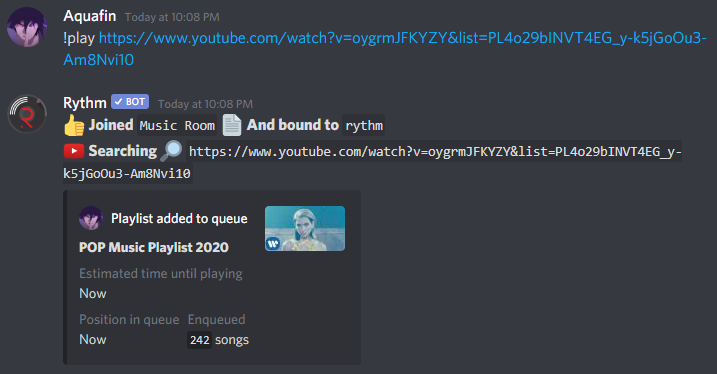 Aquafin Today at 10:08 PM
!play https://www.youtube.com/watch?v=oygrmJFKYZY&list=PL4o29bINVT4EG_y-k5jGoOu3-
Am8Nvi10
Rythm BOT Today at 10:08 PM
Joined Music Room And bound to rythm
Searching https://www.youtube.com/watch?v=oygrmJFKYZY&list=PL4o29bINVT4EG_y-
k5jGoOu3-Am8Nvi10
Playlist added to queue
POP Music Playlist 2020
Estimated time until playing
Now
Position in queue Enqueued
Now 242 songs